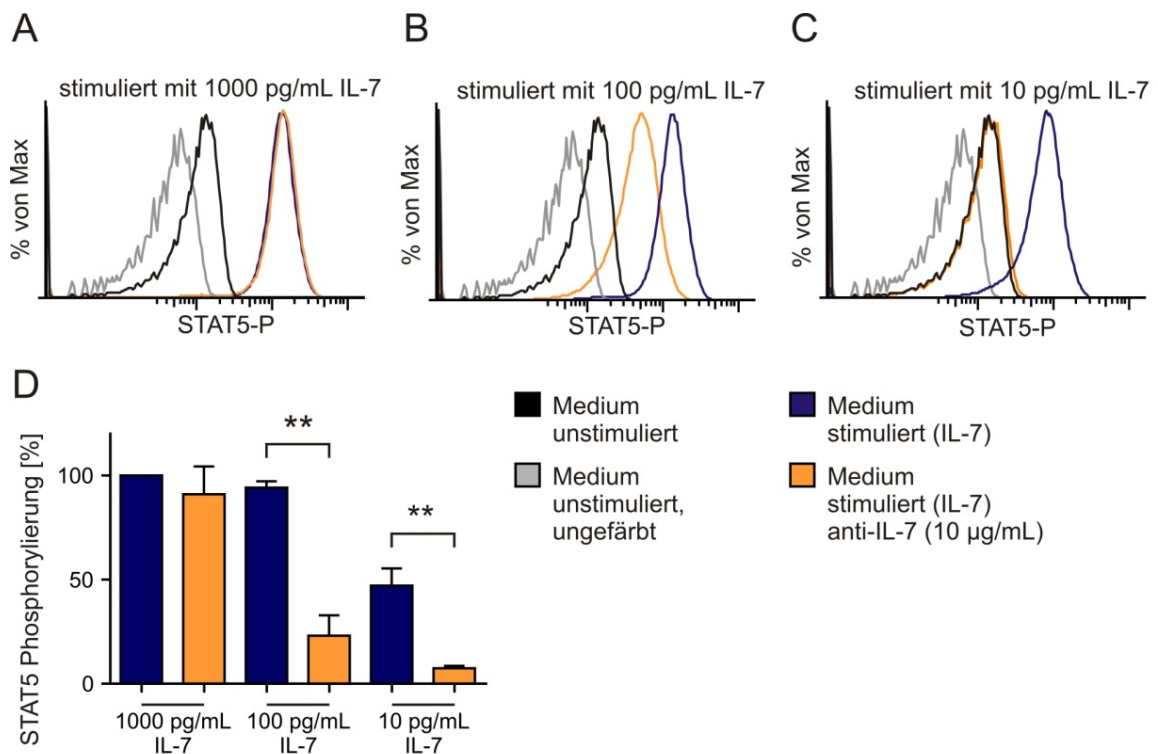 A
B
C
stimuliert mit 1000 pg/mL IL-7
stimuliert mit 100 pg/mL IL-7
stimuliert mit 10 pg/mL IL-7
% von Max
% von Max
% von Max
STAT5-P
STAT5-P
STAT5-P
D
STAT5 Phosphorylierung [%]
100
50
0
**
**
1000 pg/mL
IL-7
100 pg/mL
IL-7
10 pg/mL
IL-7
Medium
unstimuliert
Medium
unstimuliert,
ungefärbt
Medium
stimuliert (IL-7)
Medium
stimuliert (IL-7)
anti-IL-7 (10 µg/mL)